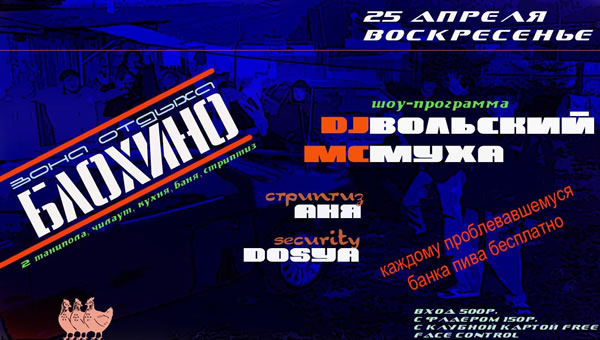 25 АПРЕЛЯ
ВОСКРЕСЕНЬЕ
ЗОНА ОТДЫХА
БЛОХИНО
2 танцпола, чилаут, кухня, баня, стриптиз
шоу-программа
DJ ВОЛЬСКИЙ
MC МУХА
стриптиз
АНЯ
security
DOSYA
каждому проблевавшемуся
банка пива бесплатно
ВХОД 500Р.
С ФЛАЕРОМ 150Р.
С КЛУБНОЙ КАРТОЙ FREE
FACE CONTROL